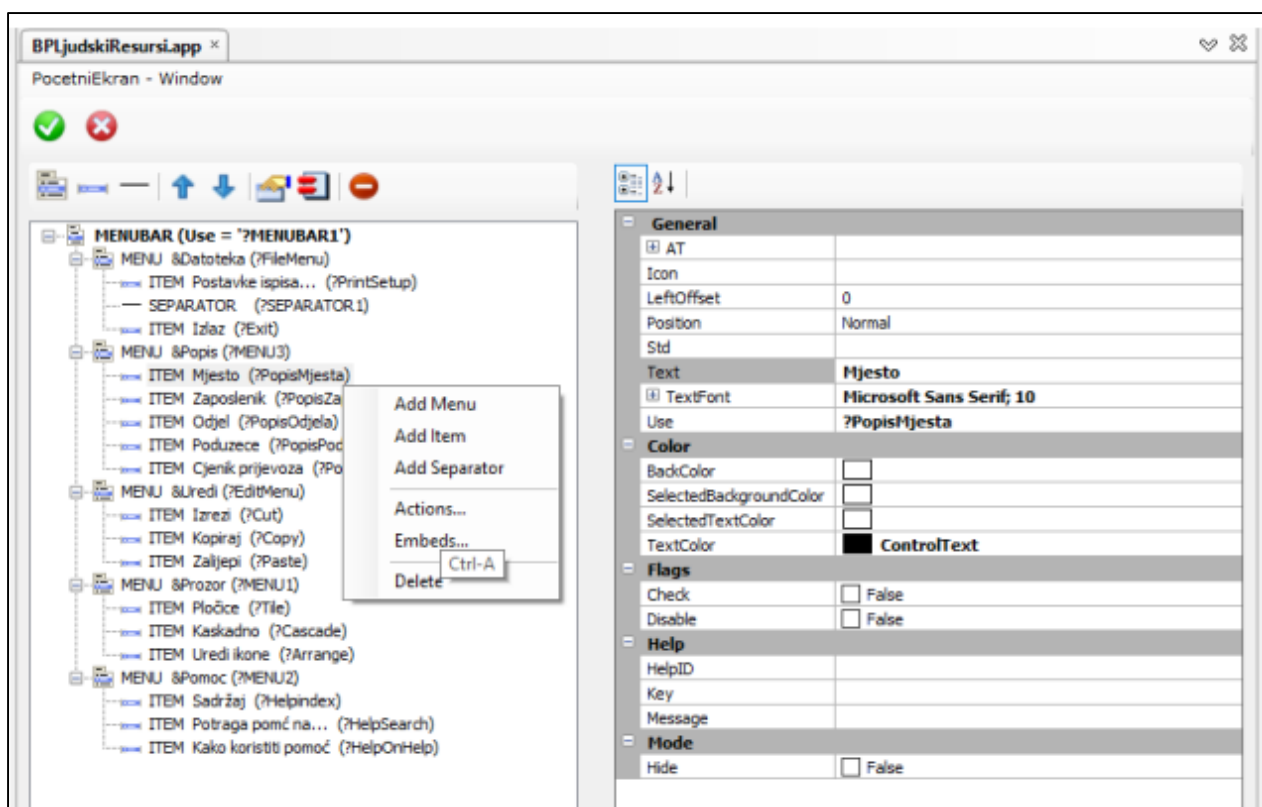 BPLjudskiResursi.app ×
PocetniEkran - Window
MENUBAR (Use = '?MENUBAR1')
MENU &Datoteka (?FileMenu)
ITEM Postavke ispisa... (?PrintSetup)
SEPARATOR (?SEPARATOR1)
ITEM Izlaz (?Exit)
MENU &Popis (?MENU3)
ITEM Mjesto (?PopisMjesta)
ITEM Zaposlenik (?PopisZa
ITEM Odjel (?PopisOdjela)
ITEM Poduzece (?PopisPod
ITEM Cjenik prijevoza (?Po
MENU &Uredi (?EditMenu)
ITEM Izrezi (?Cut)
ITEM Kopiraj (?Copy)
ITEM Zalijepi (?Paste)
MENU &Prozor (?MENU1)
ITEM Pločice (?Tile)
ITEM Kaskadno (?Cascade)
ITEM Uredi ikone (?Arrange)
MENU &Pomoc (?MENU2)
ITEM Sadržaj (?Helpindex)
ITEM Potraga pomć na... (?HelpSearch)
ITEM Kako koristiti pomoć (?HelpOnHelp)
Add Menu
Add Item
Add Separator
Actions...
Embeds...
Ctrl-A
Delete
General
AT
Icon
LeftOffset 0
Position Normal
Std
Text Mjesto
TextFont Microsoft Sans Serif; 10
Use ?PopisMjesta
Color
BackColor
SelectedBackgroundColor
SelectedTextColor
TextColor ControlText
Flags
Check False
Disable False
Help
HelpID
Key
Message
Mode
Hide False